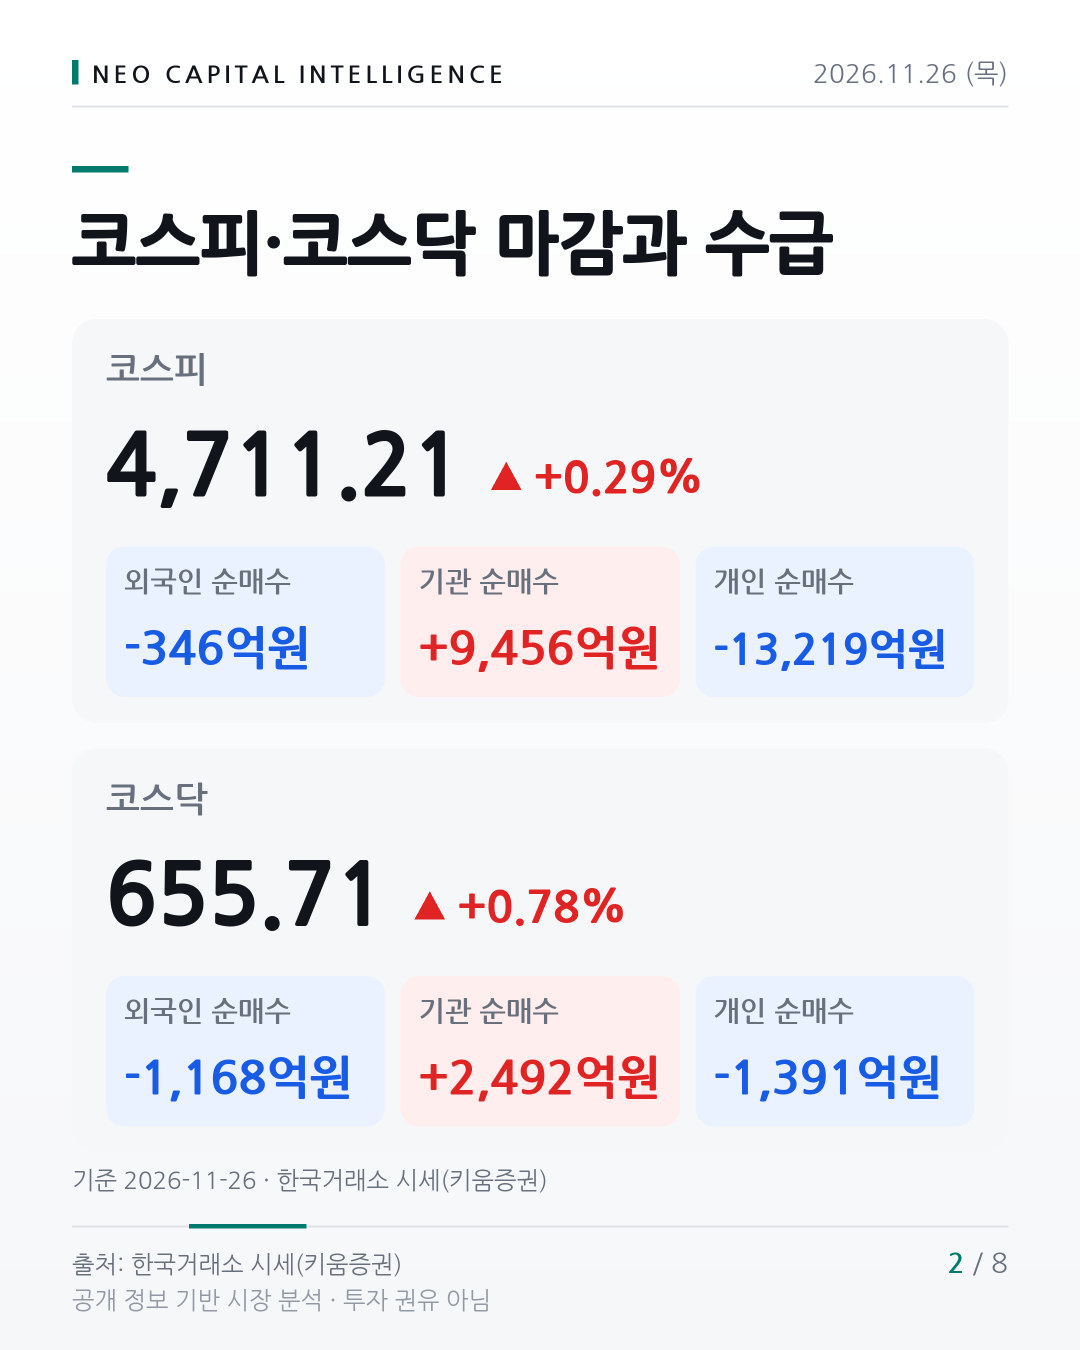 NEO CAPITAL INTELLIGENCE
2026.11.26 (목)
코스피·코스닥 마감과 수급
코스피
4,711.21 ▲ +0.29%
외국인 순매수 기관 순매수 개인 순매수
-346억원 +9,456억원 -13,219억원
코스닥
655.71 ▲ +0.78%
외국인 순매수 기관 순매수 개인 순매수
-1,168억원 +2,492억원 -1,391억원
기준 2026-11-26 · 한국거래소 시세(키움증권)
출처: 한국거래소 시세(키움증권)
2 / 8
공개 정보 기반 시장 분석 · 투자 권유 아님